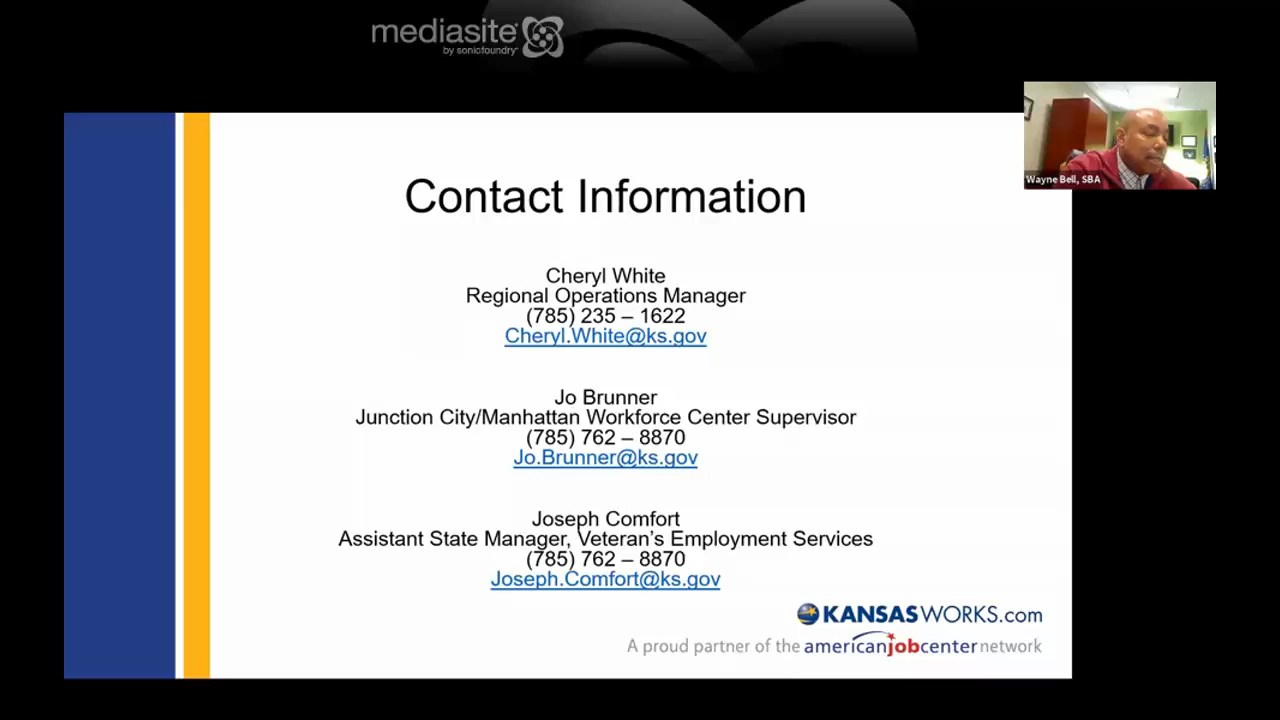 mediasite
by sonicfoundry
Wayne Bell, SBA
Contact Information
Cheryl White
Regional Operations Manager
(785) 235 – 1622
Cheryl.White@ks.gov
Jo Brunner
Junction City/Manhattan Workforce Center Supervisor
(785) 762 – 8870
Jo.Brunner@ks.gov
Joseph Comfort
Assistant State Manager, Veteran's Employment Services
(785) 762 – 8870
Joseph.Comfort@ks.gov
KANSASWORKS.com
A proud partner of the americanjobcenter network